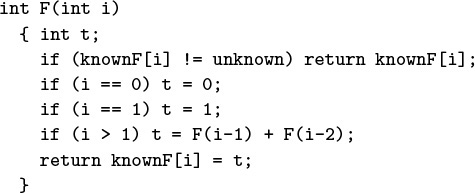 int F(int i)
{ int t;
if (knownF[i] != unknown) return knownF[i];
if (i == 0) t = 0;
if (i == 1) t = 1;
if (i > 1) t = F(i-1) + F(i-2);
return knownF[i] = t;
}